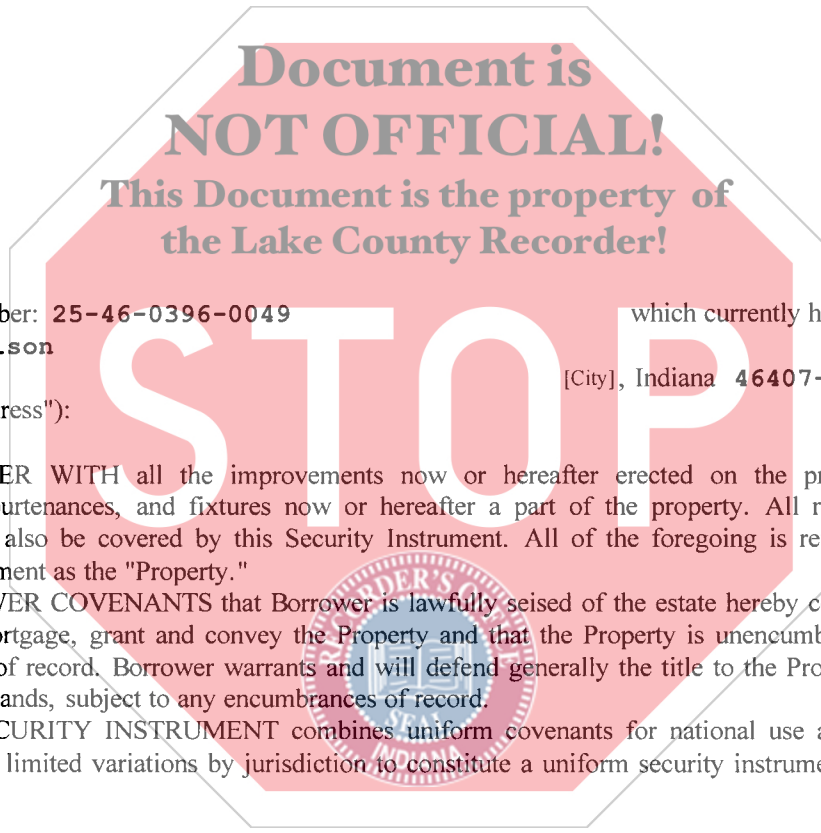 Document is
NOT OFFICIAL!
This Document is the property of
the Lake County Recorder!
STOP
ber: 25-46-0396-0049 which currently h
.son
[City], Indiana 46407-
ress"):
ER WITH all the improvements now or hereafter erected on the pr
urtenances, and fixtures now or hereafter a part of the property. All r
also be covered by this Security Instrument. All of the foregoing is re
ment as the "Property."
VER COVENANTS that Borrower is lawfully seised of the estate hereby c
ortgage, grant and convey the Property and that the Property is unencumb
of record. Borrower warrants and will defend generally the title to the Pro
ands, subject to any encumbrances of record.
CURITY INSTRUMENT combines uniform covenants for national use a
limited variations by jurisdiction to constitute a uniform security instrume
RECORDER'S OFFICE
SEAL
INDIANA